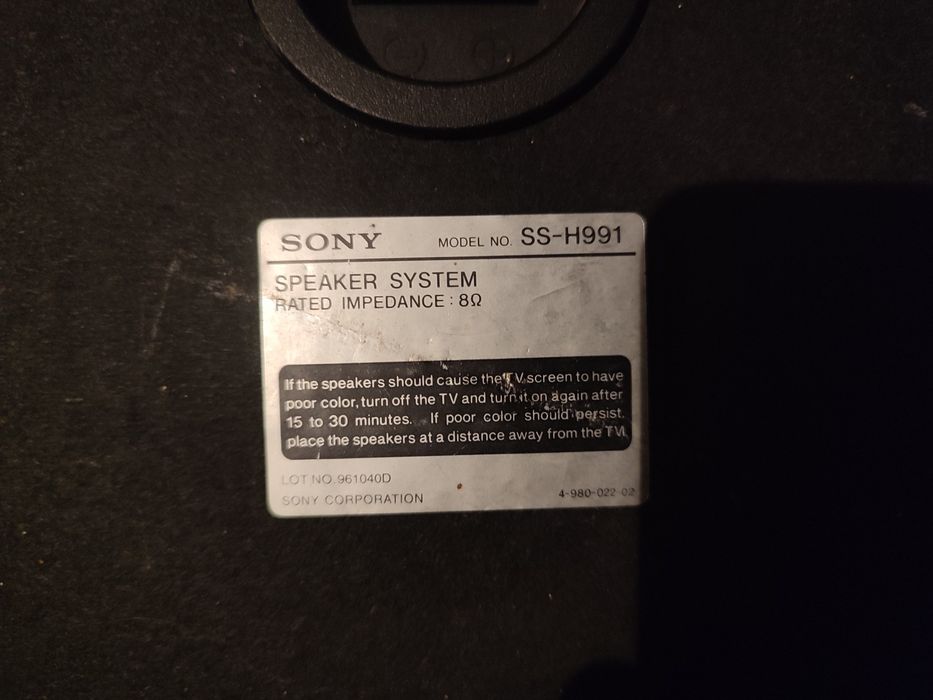 SONY MODEL NO. SS-H991
SPEAKER SYSTEM
RATED IMPEDANCE : 8Ω
If the speakers should cause the TV screen to have
poor color, turn off the TV and turn it on again after
15 to 30 minutes. If poor color should persist,
place the speakers at a distance away from the TV.
LOT NO. 961040D
SONY CORPORATION 4-980-022-02